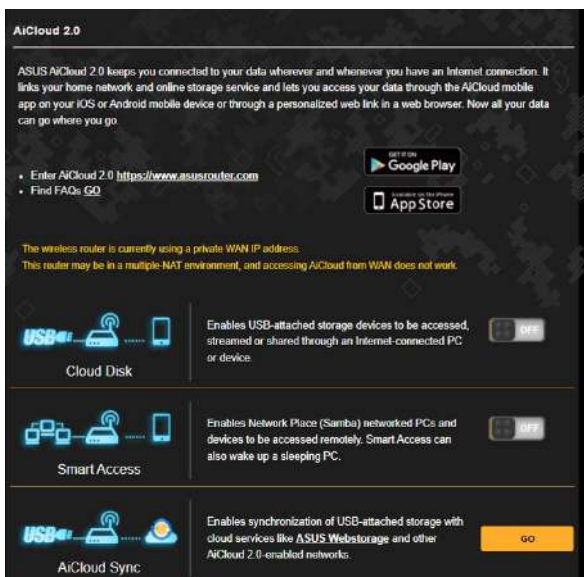 AiCloud 2.0
ASUS AiCloud 2.0 keeps you connected to your data wherever and whenever you have an Internet connection. It
links your home network and online storage service and lets you access your data through the AiCloud mobile
app on your iOS or Android mobile device or through a personalized web link in a web browser. Now all your data
can go where you go.
• Enter AiCloud 2.0 https://www.asusrouter.com
• Find FAQs GO
GET IT ON
Google Play
Available on the iPhone
App Store
The wireless router is currently using a private WAN IP address.
This router may be in a multiple-NAT environment, and accessing AiCloud from WAN does not work.
USB
Cloud Disk
Enables USB-attached storage devices to be accessed,
streamed or shared through an Internet-connected PC
or device.
OFF
Smart Access
Enables Network Place (Samba) networked PCs and
devices to be accessed remotely. Smart Access can
also wake up a sleeping PC.
OFF
USB
AiCloud Sync
Enables synchronization of USB-attached storage with
cloud services like ASUS Webstorage and other
AiCloud 2.0-enabled networks.
GO